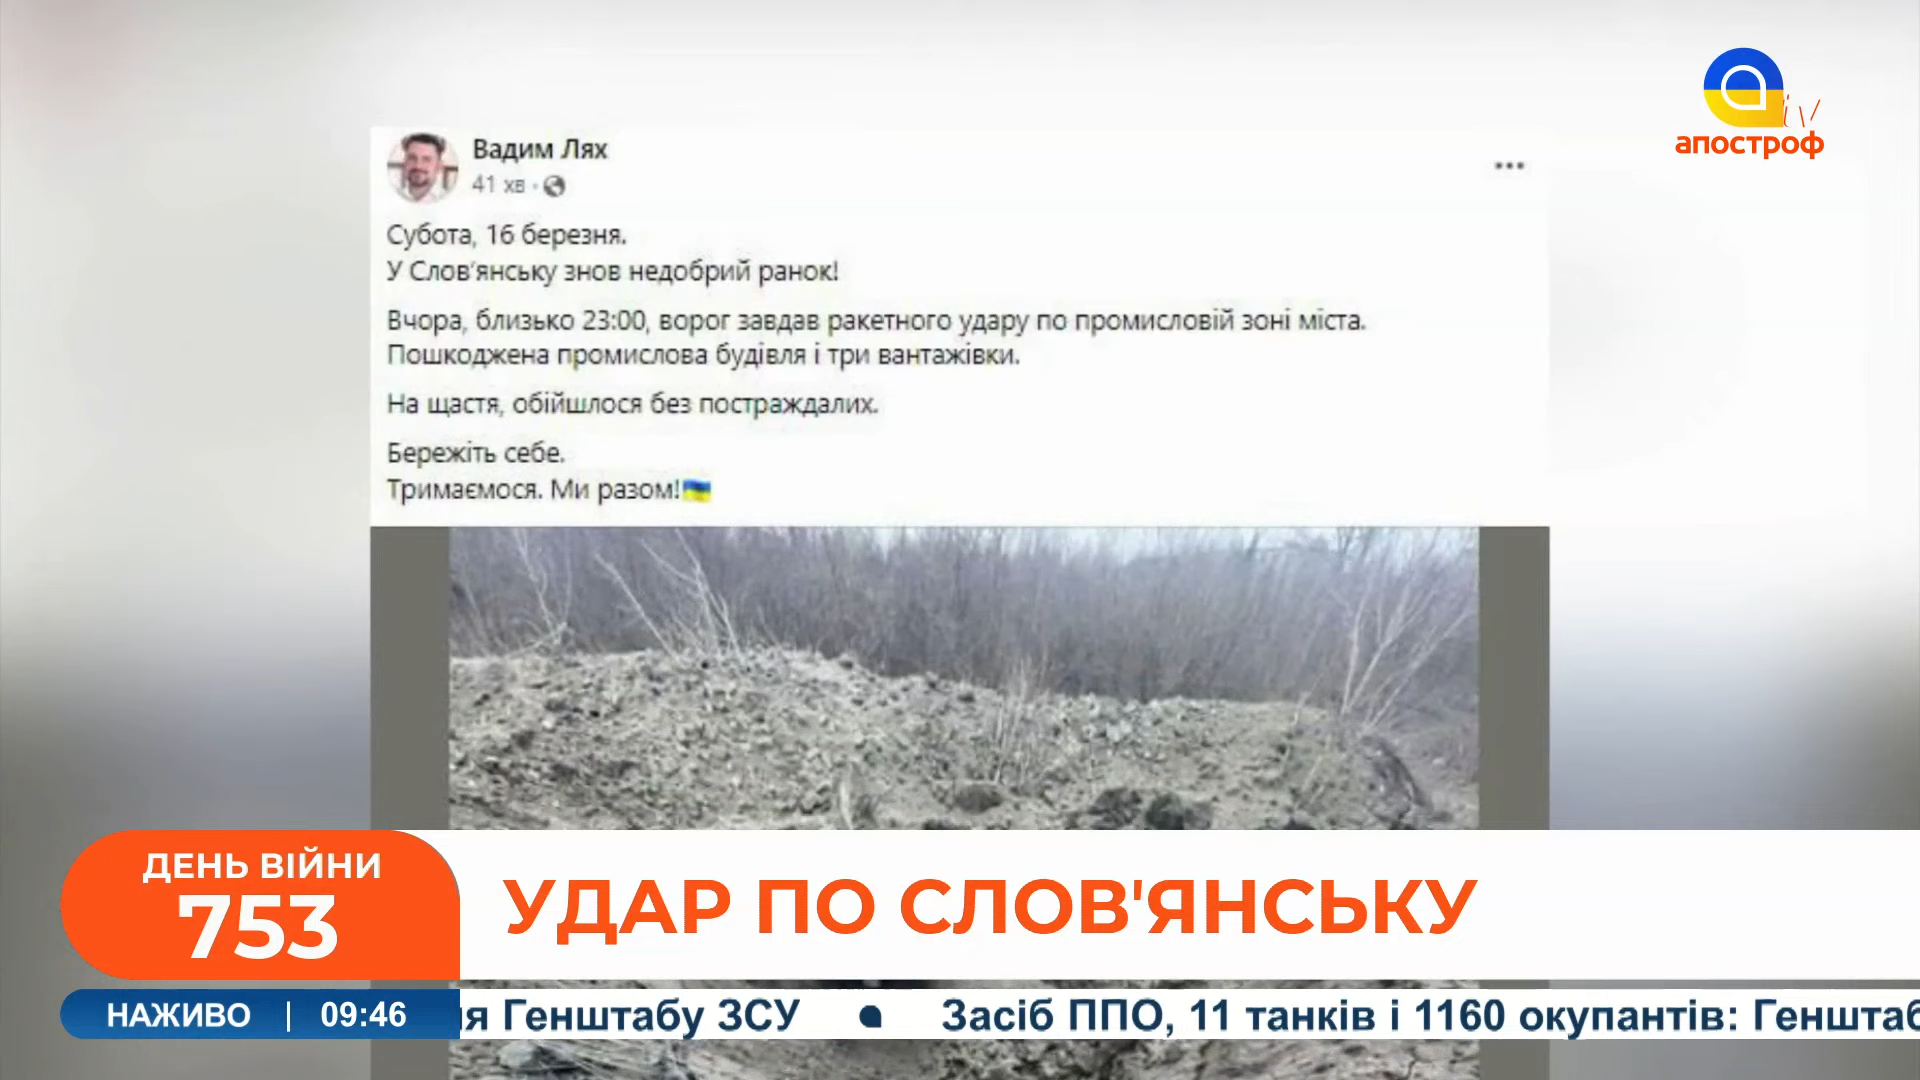 апостроф
tv
Вадим Лях
41 хв
Субота, 16 березня.
У Слов'янську знов недобрий ранок!
Вчора, близько 23:00, ворог завдав ракетного удару по промисловій зоні міста.
Пошкоджена промислова будівля і три вантажівки.
На щастя, обійшлося без постраждалих.
Бережіть себе.
Тримаємося. Ми разом!🇺🇦
ДЕНЬ ВІЙНИ
753
УДАР ПО СЛОВ'ЯНСЬКУ
НАЖИВО | 09:46
Генштабу ЗСУ • Засіб ППО, 11 танків і 1160 окупантів: